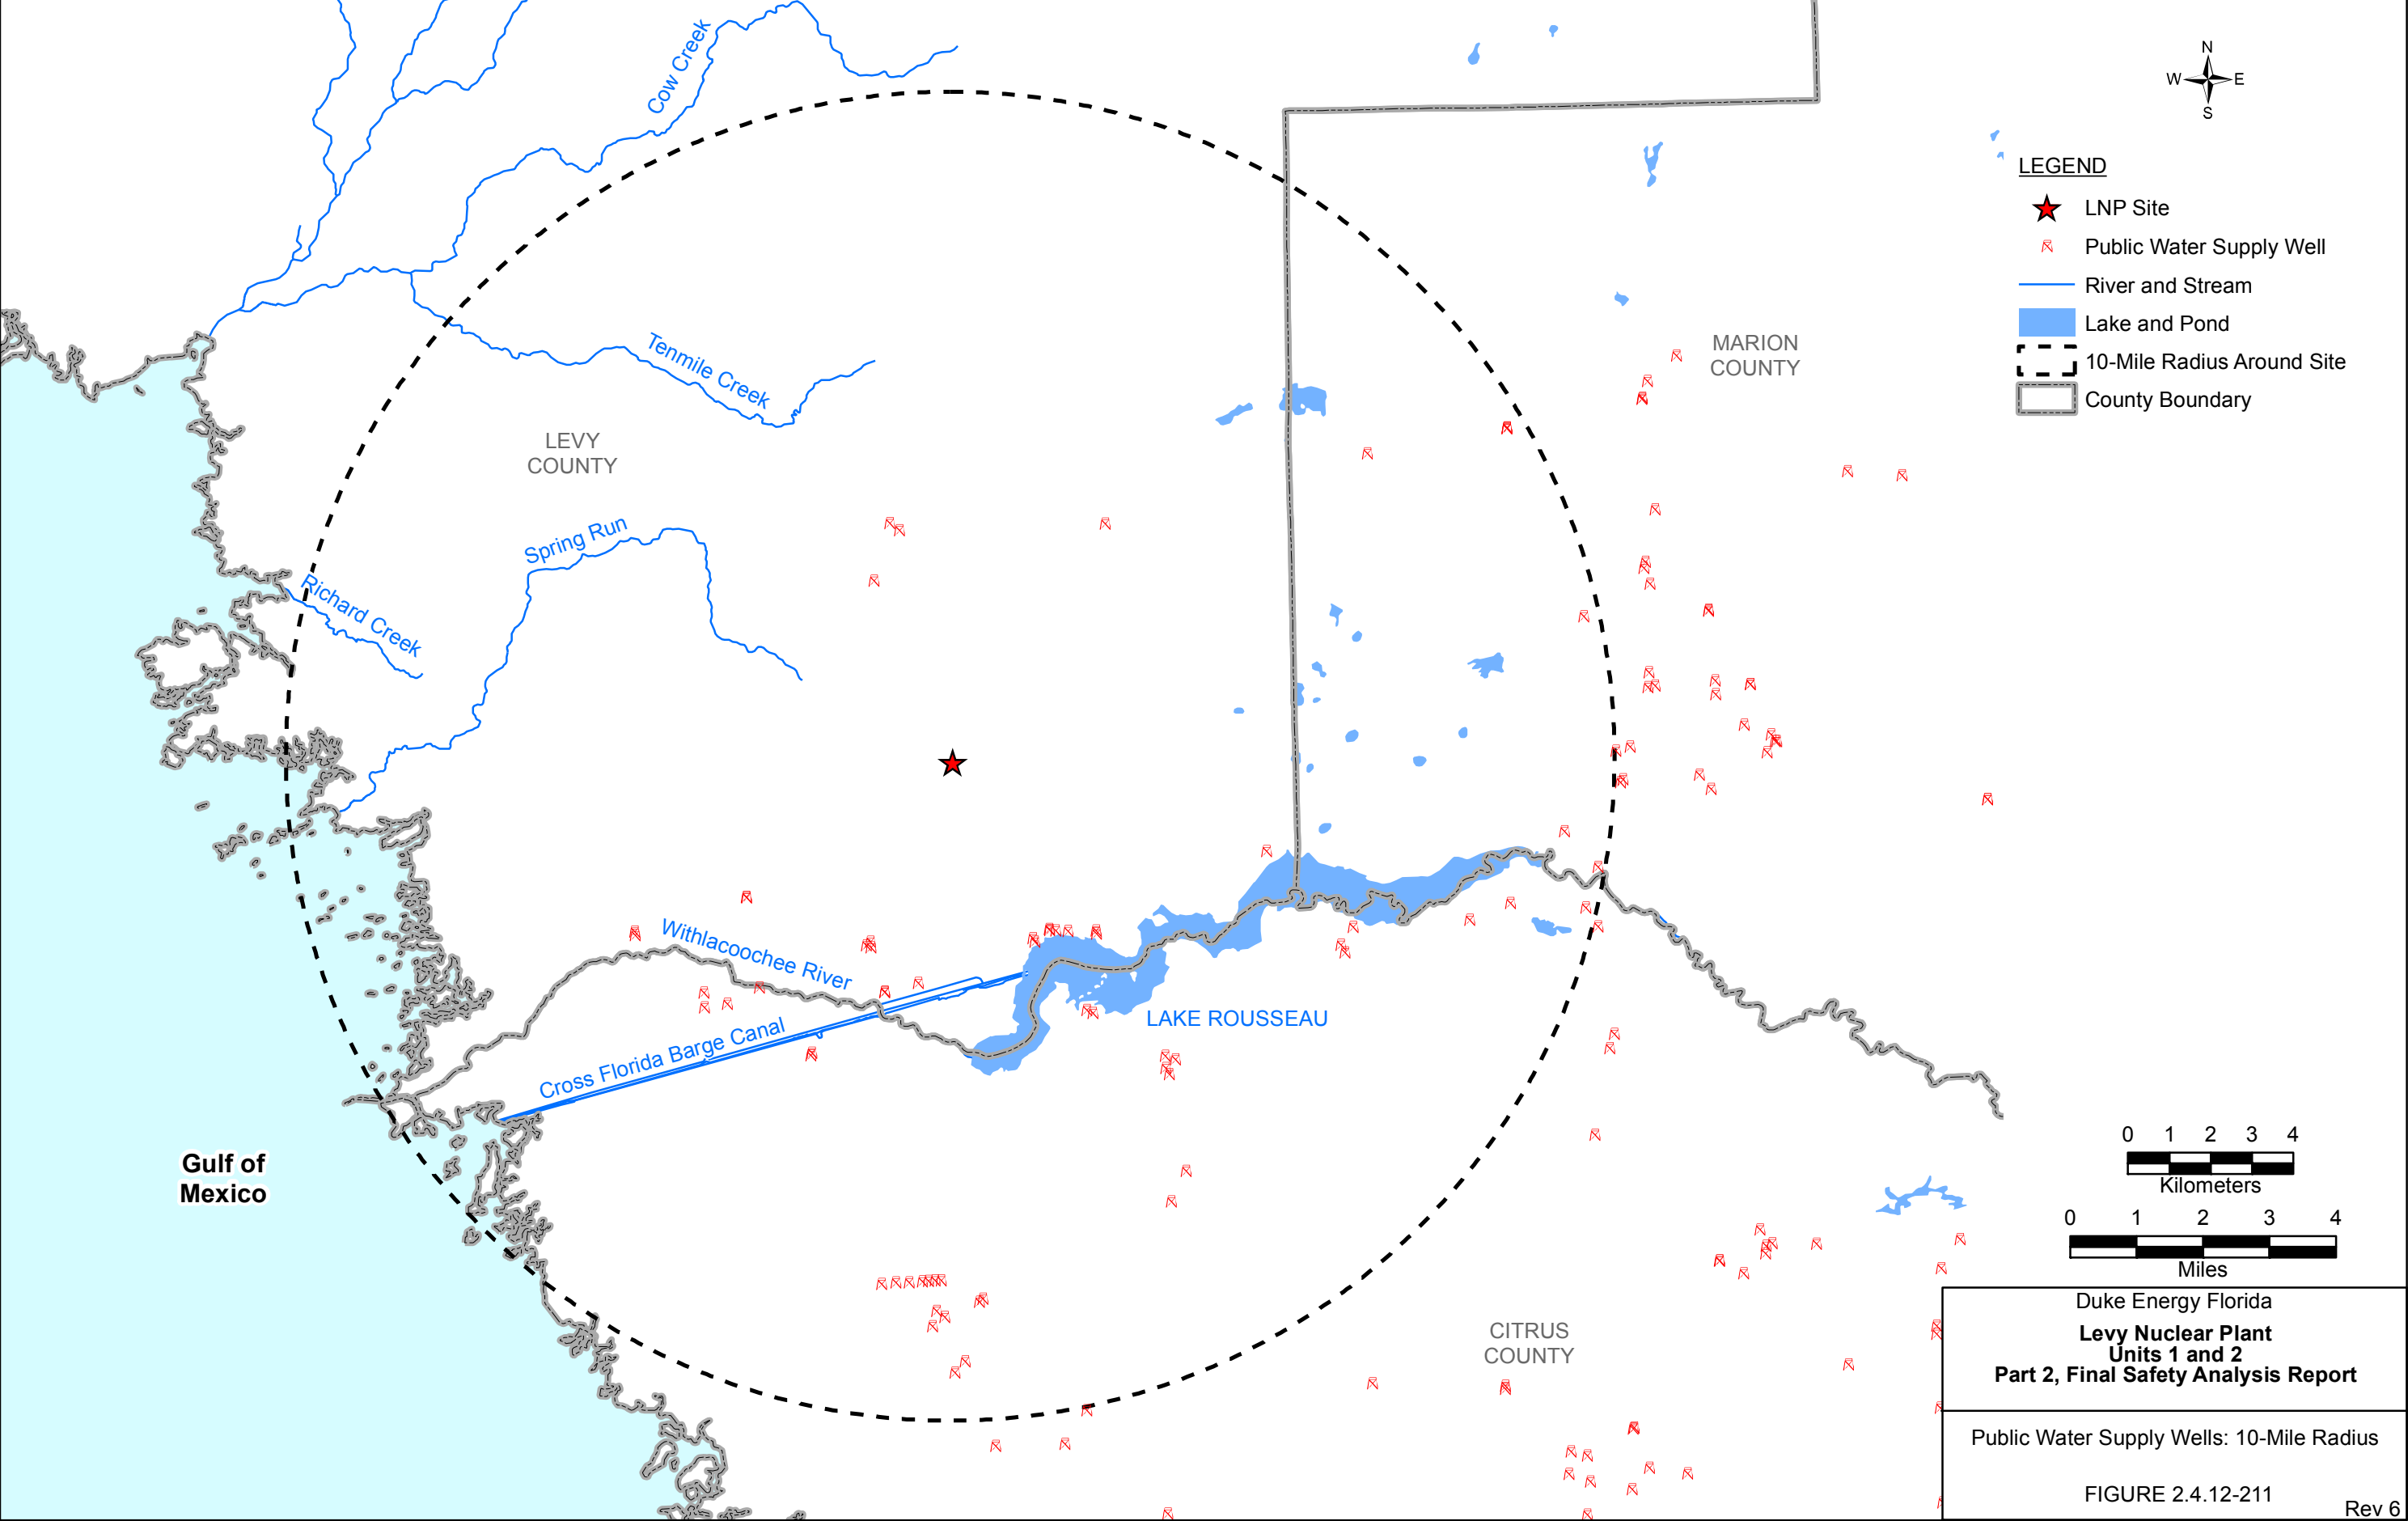 Cow Creek
N
W E
S
LEGEND
LNP Site
Public Water Supply Well
River and Stream
Lake and Pond
10-Mile Radius Around Site
County Boundary
MARION
COUNTY
Tenmile Creek
LEVY
COUNTY
Spring Run
Richard Creek
Withlacoochee River
LAKE ROUSSEAU
Cross Florida Barge Canal
Gulf of
Mexico
0 1 2 3 4
Kilometers
0 1 2 3 4
Miles
CITRUS
COUNTY
Duke Energy Florida
Levy Nuclear Plant
Units 1 and 2
Part 2, Final Safety Analysis Report
Public Water Supply Wells: 10-Mile Radius
FIGURE 2.4.12-211
Rev 6